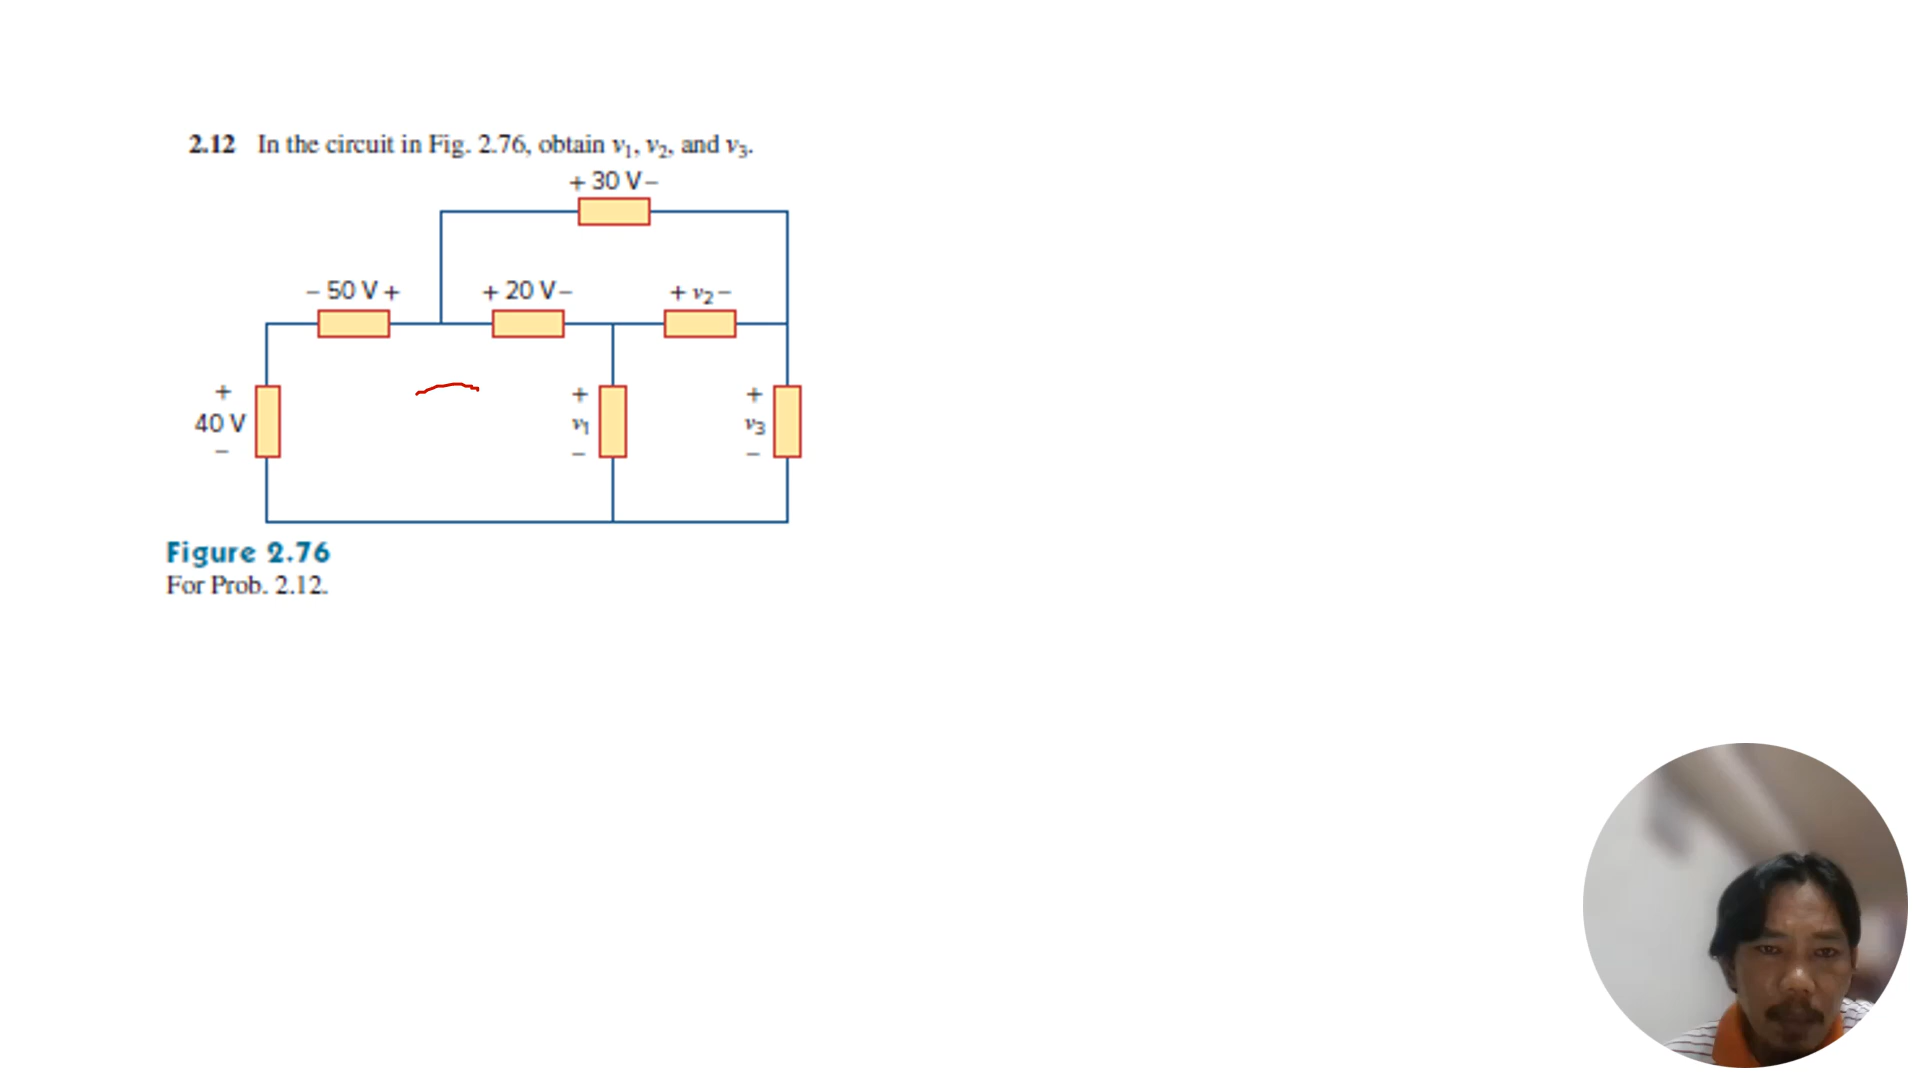 2.12 In the circuit in Fig. 2.76, obtain v₁, v₂, and v₃.
+ 30 V −
− 50 V +
+ 20 V −
+ v₂ −
+
40 V
−
+
v₁
−
+
v₃
−
Figure 2.76
For Prob. 2.12.